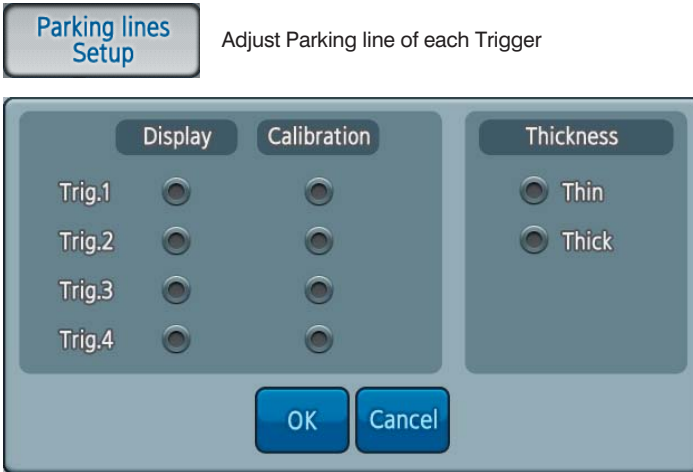 Parking lines
Setup
Adjust Parking line of each Trigger
Display Calibration Thickness
Trig.1 Thin
Trig.2 Thick
Trig.3
Trig.4
OK Cancel